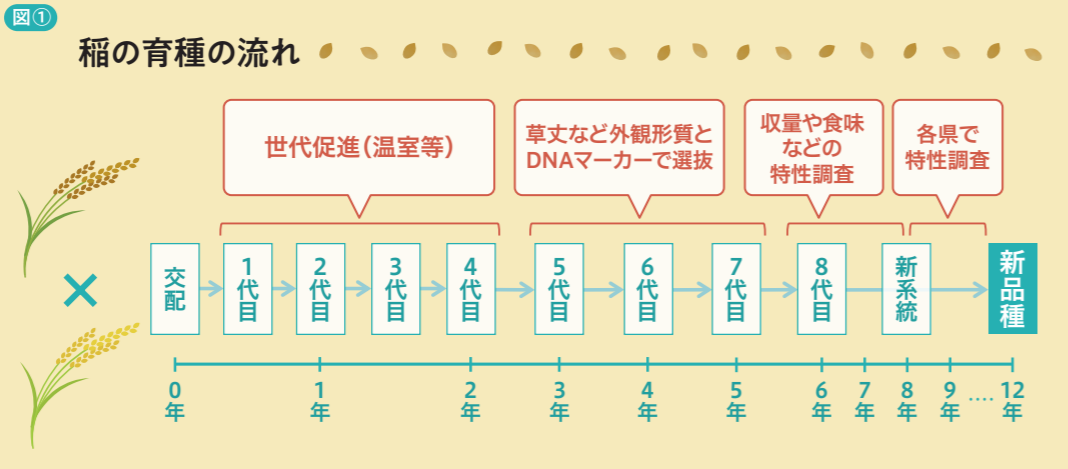 図①
稲の育種の流れ
世代促進(温室等)
草丈など外観形質と
DNAマーカーで選抜
収量や食味
などの
特性調査
各県で
特性調査
×
交配
1代目
2代目
3代目
4代目
5代目
6代目
7代目
8代目
新系統
新品種
0年
1年
2年
3年
4年
5年
6年
7年
8年
9年
....
12年